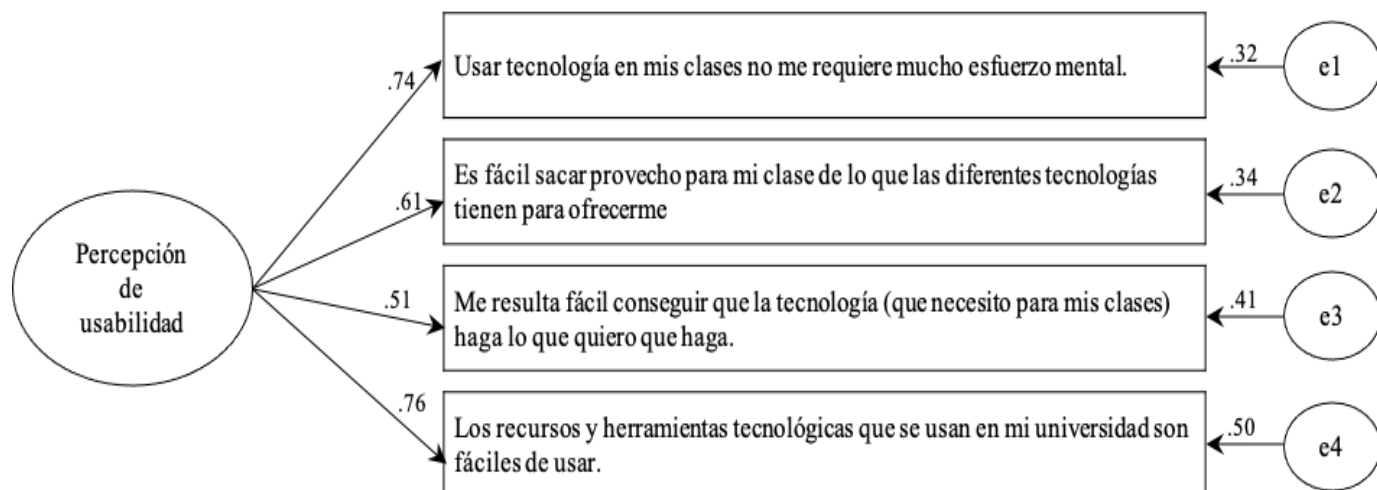 .74
Usar tecnología en mis clases no me requiere mucho esfuerzo mental.
.32
e1
.61
Es fácil sacar provecho para mi clase de lo que las diferentes tecnologías
tienen para ofrecerme
.34
e2
Percepción
de
usabilidad
.51
Me resulta fácil conseguir que la tecnología (que necesito para mis clases)
haga lo que quiero que haga.
.41
e3
.76
Los recursos y herramientas tecnológicas que se usan en mi universidad son
fáciles de usar.
.50
e4